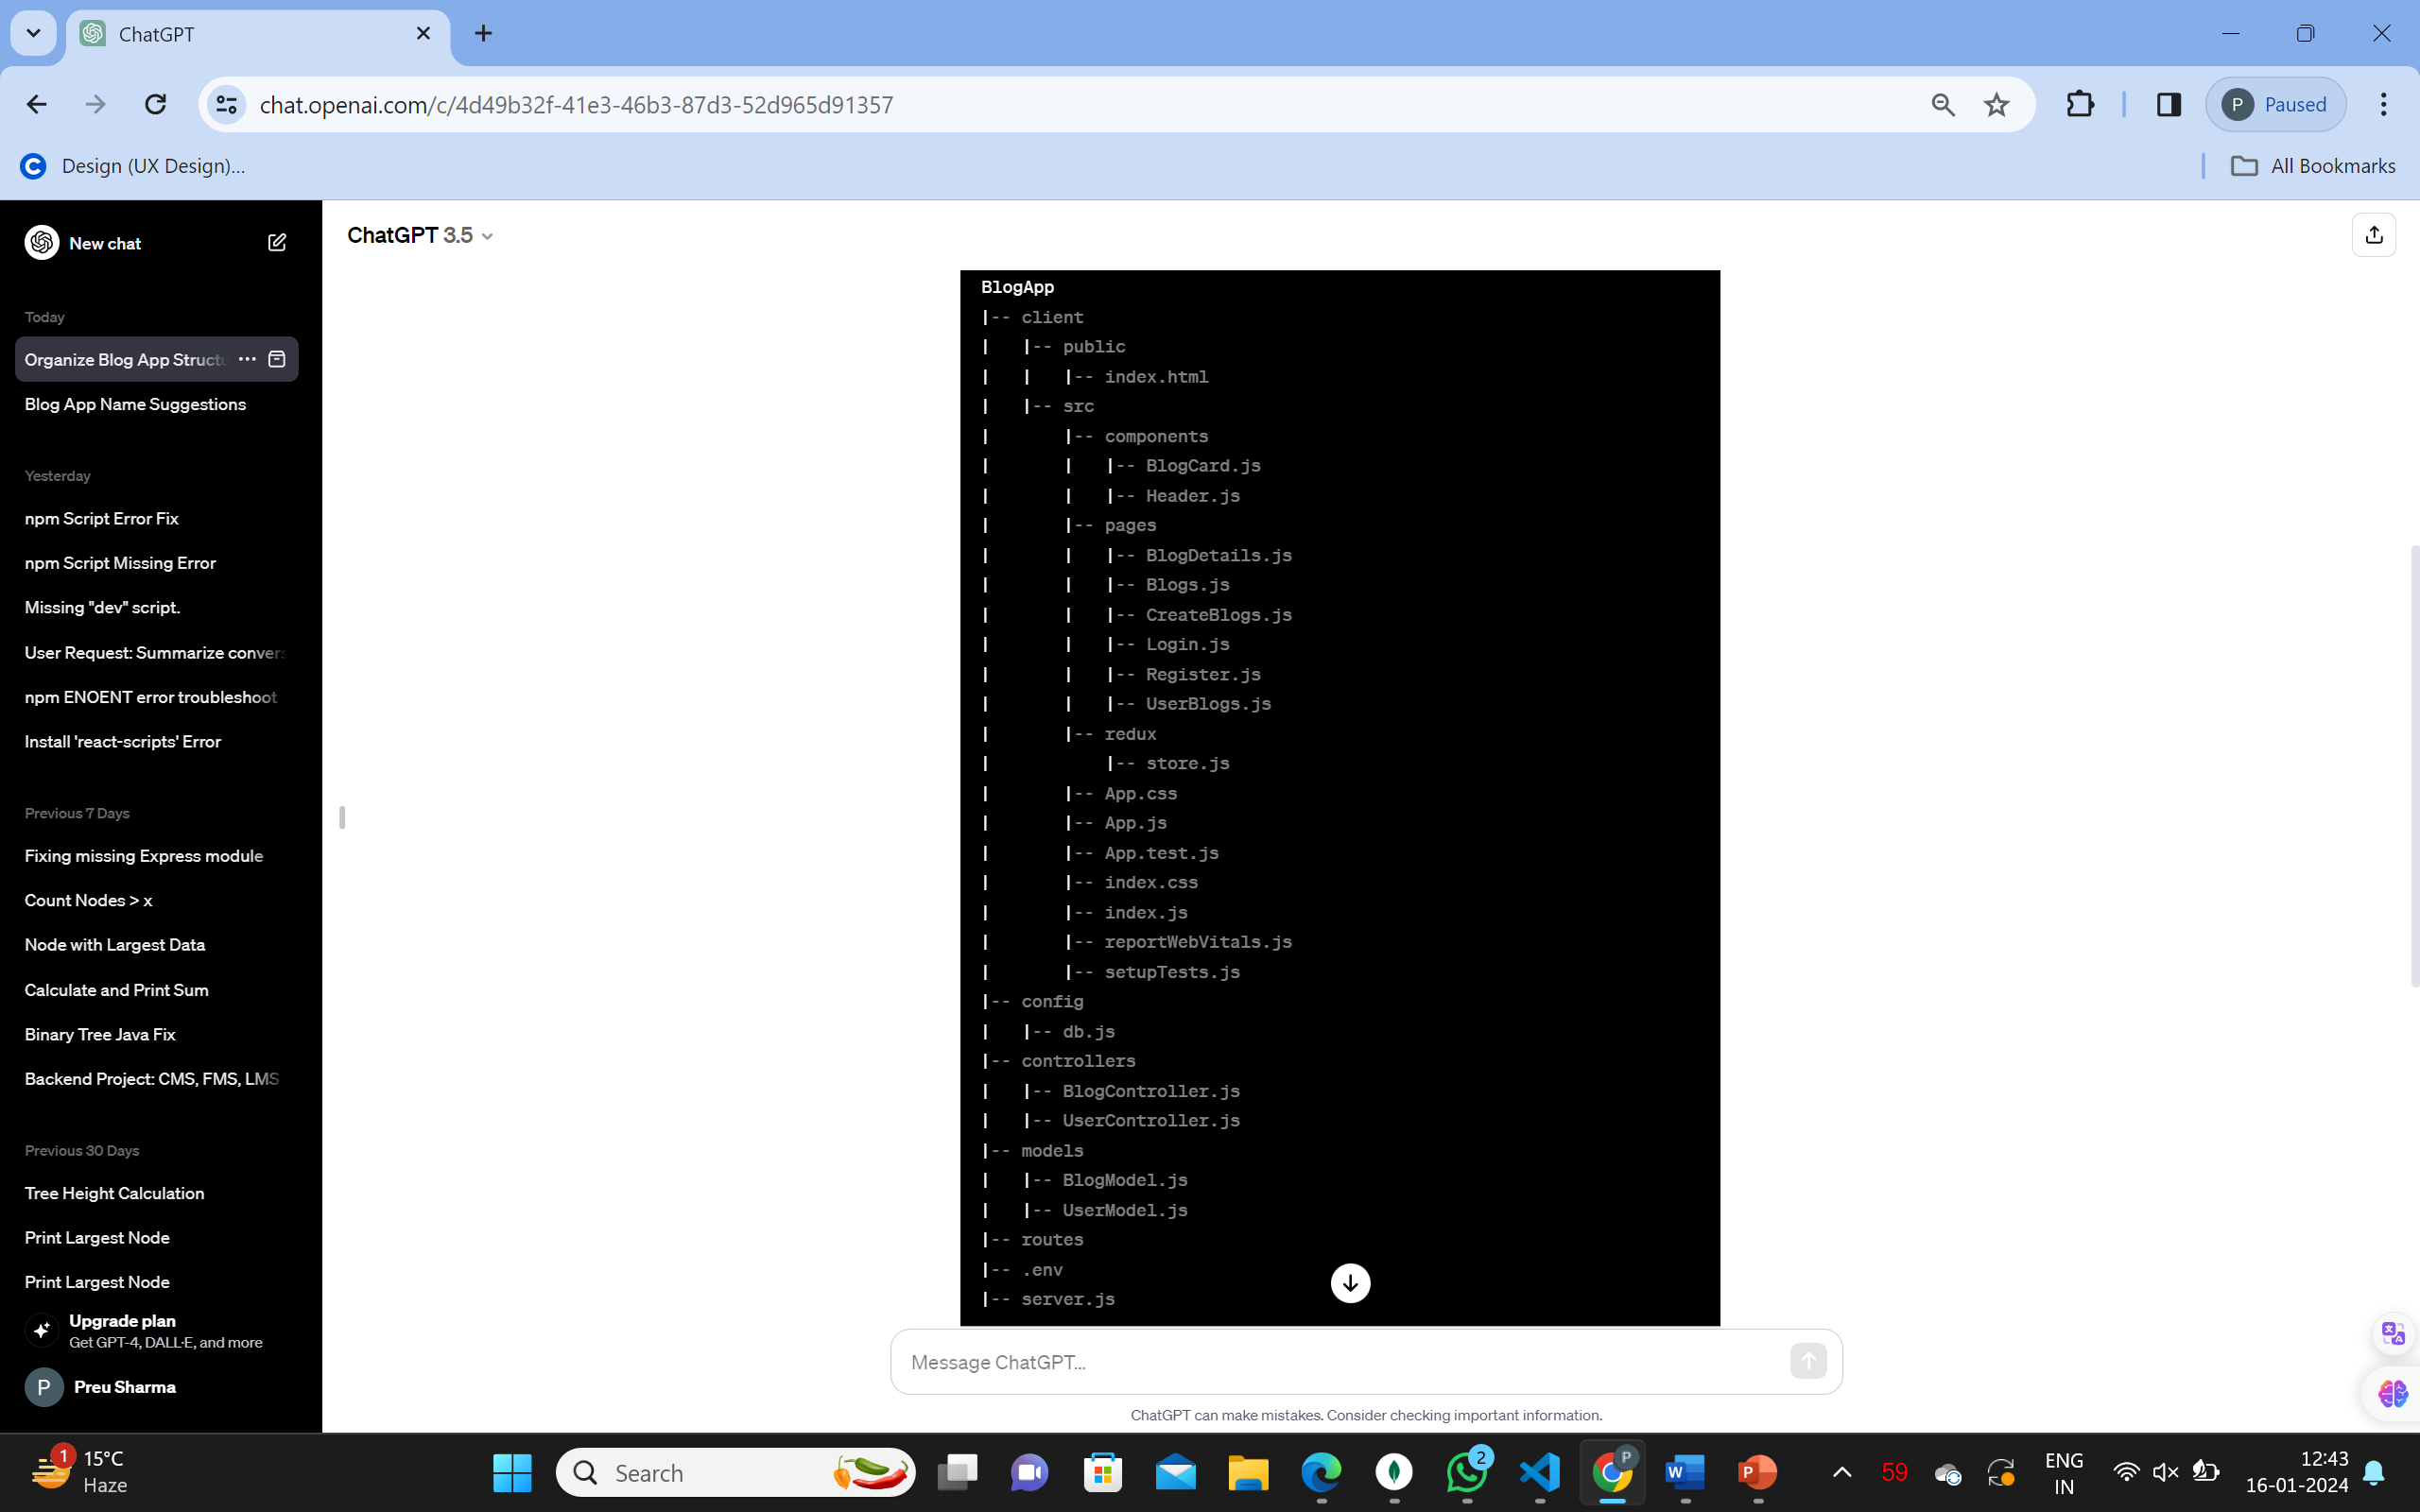 ChatGPT
chat.openai.com/c/4d49b32f-41e3-46b3-87d3-52d965d91357
P Paused
Design (UX Design)...
All Bookmarks
New chat
Today
Organize Blog App Structu
Blog App Name Suggestions
Yesterday
npm Script Error Fix
npm Script Missing Error
Missing "dev" script.
User Request: Summarize convers
npm ENOENT error troubleshoot
Install 'react-scripts' Error
Previous 7 Days
Fixing missing Express module
Count Nodes > x
Node with Largest Data
Calculate and Print Sum
Binary Tree Java Fix
Backend Project: CMS, FMS, LMS
Previous 30 Days
Tree Height Calculation
Print Largest Node
Print Largest Node
Upgrade plan
Get GPT-4, DALL·E, and more
P Preu Sharma
ChatGPT 3.5
BlogApp
|-- client
|   |-- public
|   |   |-- index.html
|   |-- src
|       |-- components
|       |   |-- BlogCard.js
|       |   |-- Header.js
|       |-- pages
|       |   |-- BlogDetails.js
|       |   |-- Blogs.js
|       |   |-- CreateBlogs.js
|       |   |-- Login.js
|       |   |-- Register.js
|       |   |-- UserBlogs.js
|       |-- redux
|           |-- store.js
|       |-- App.css
|       |-- App.js
|       |-- App.test.js
|       |-- index.css
|       |-- index.js
|       |-- reportWebVitals.js
|       |-- setupTests.js
|-- config
|   |-- db.js
|-- controllers
|   |-- BlogController.js
|   |-- UserController.js
|-- models
|   |-- BlogModel.js
|   |-- UserModel.js
|-- routes
|-- .env
|-- server.js
Message ChatGPT...
ChatGPT can make mistakes. Consider checking important information.
1
15°C
Haze
Search
2
P
W
P
59
ENG
IN
12:43
16-01-2024